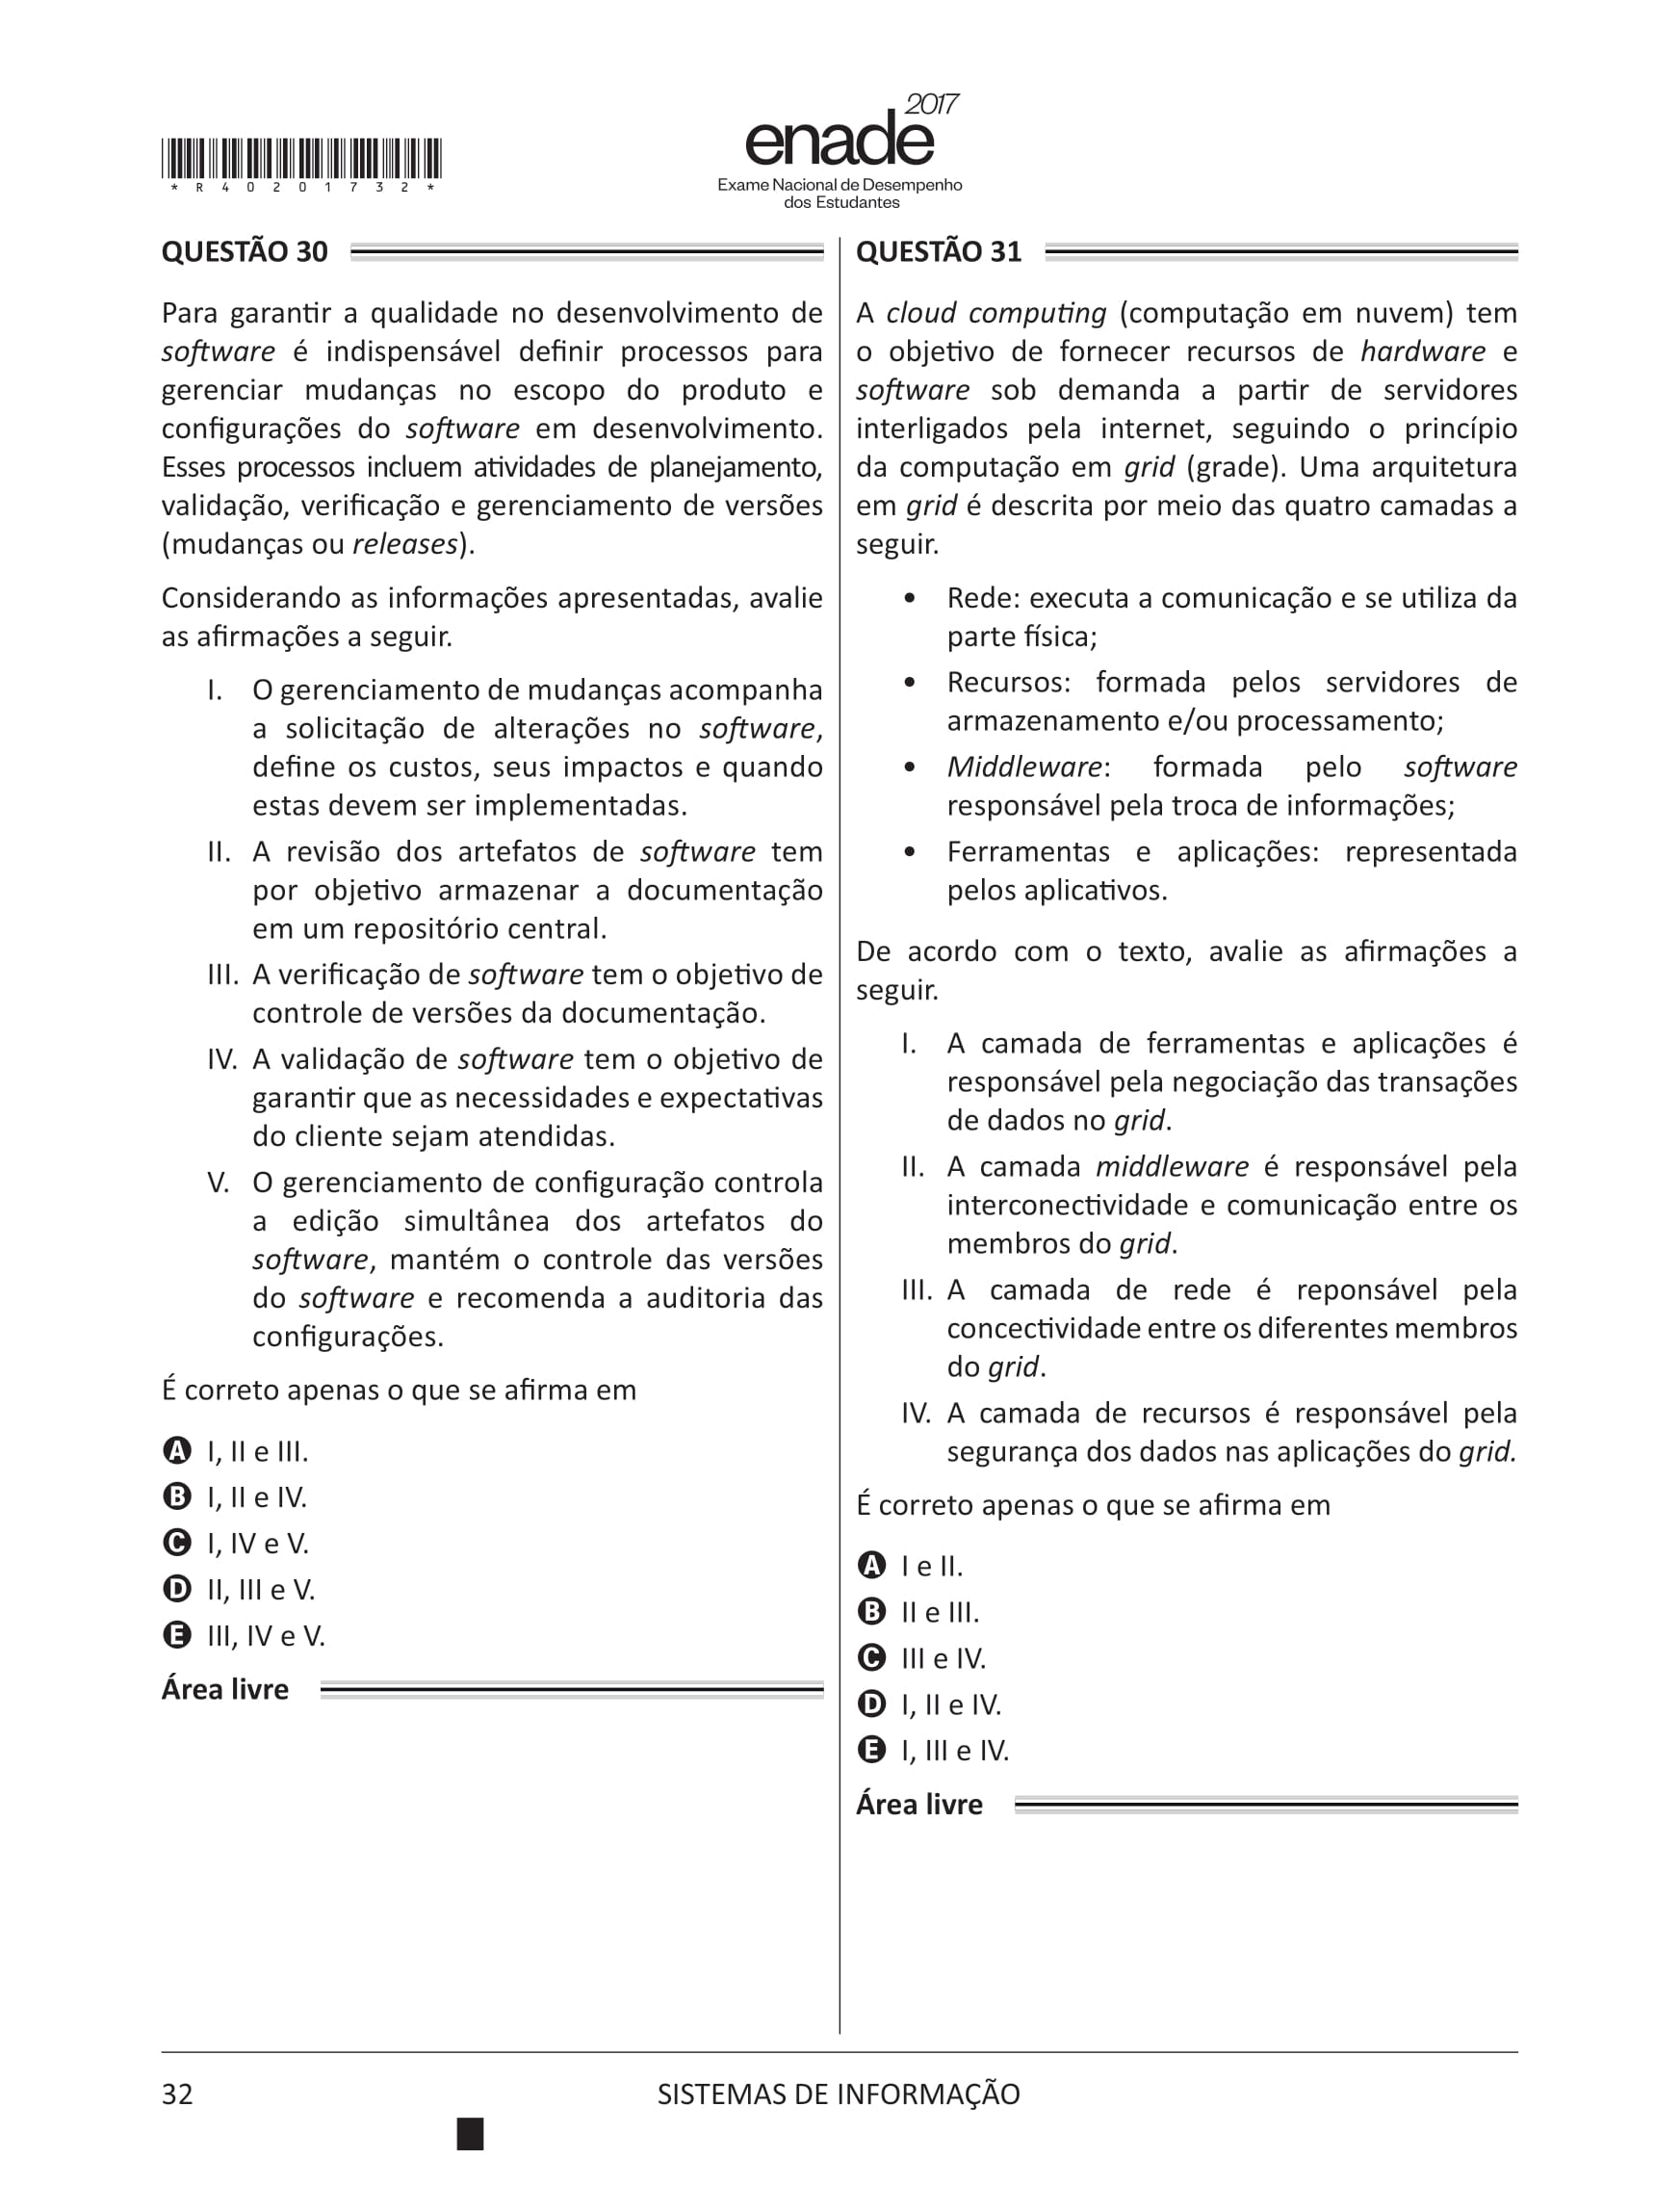 *R40201732*
2017
enade
Exame Nacional de Desempenho
dos Estudantes
QUESTÃO 30
Para garantir a qualidade no desenvolvimento de
software é indispensável definir processos para
gerenciar mudanças no escopo do produto e
configurações do software em desenvolvimento.
Esses processos incluem atividades de planejamento,
validação, verificação e gerenciamento de versões
(mudanças ou releases).
Considerando as informações apresentadas, avalie
as afirmações a seguir.
I. O gerenciamento de mudanças acompanha
a solicitação de alterações no software,
define os custos, seus impactos e quando
estas devem ser implementadas.
II. A revisão dos artefatos de software tem
por objetivo armazenar a documentação
em um repositório central.
III. A verificação de software tem o objetivo de
controle de versões da documentação.
IV. A validação de software tem o objetivo de
garantir que as necessidades e expectativas
do cliente sejam atendidas.
V. O gerenciamento de configuração controla
a edição simultânea dos artefatos do
software, mantém o controle das versões
do software e recomenda a auditoria das
configurações.
É correto apenas o que se afirma em
A I, II e III.
B I, II e IV.
C I, IV e V.
D II, III e V.
E III, IV e V.
Área livre
QUESTÃO 31
A cloud computing (computação em nuvem) tem
o objetivo de fornecer recursos de hardware e
software sob demanda a partir de servidores
interligados pela internet, seguindo o princípio
da computação em grid (grade). Uma arquitetura
em grid é descrita por meio das quatro camadas a
seguir.
• Rede: executa a comunicação e se utiliza da
parte física;
• Recursos: formada pelos servidores de
armazenamento e/ou processamento;
• Middleware: formada pelo software
responsável pela troca de informações;
• Ferramentas e aplicações: representada
pelos aplicativos.
De acordo com o texto, avalie as afirmações a
seguir.
I. A camada de ferramentas e aplicações é
responsável pela negociação das transações
de dados no grid.
II. A camada middleware é responsável pela
interconectividade e comunicação entre os
membros do grid.
III. A camada de rede é reponsável pela
concectividade entre os diferentes membros
do grid.
IV. A camada de recursos é responsável pela
segurança dos dados nas aplicações do grid.
É correto apenas o que se afirma em
A I e II.
B II e III.
C III e IV.
D I, II e IV.
E I, III e IV.
Área livre
32
SISTEMAS DE INFORMAÇÃO